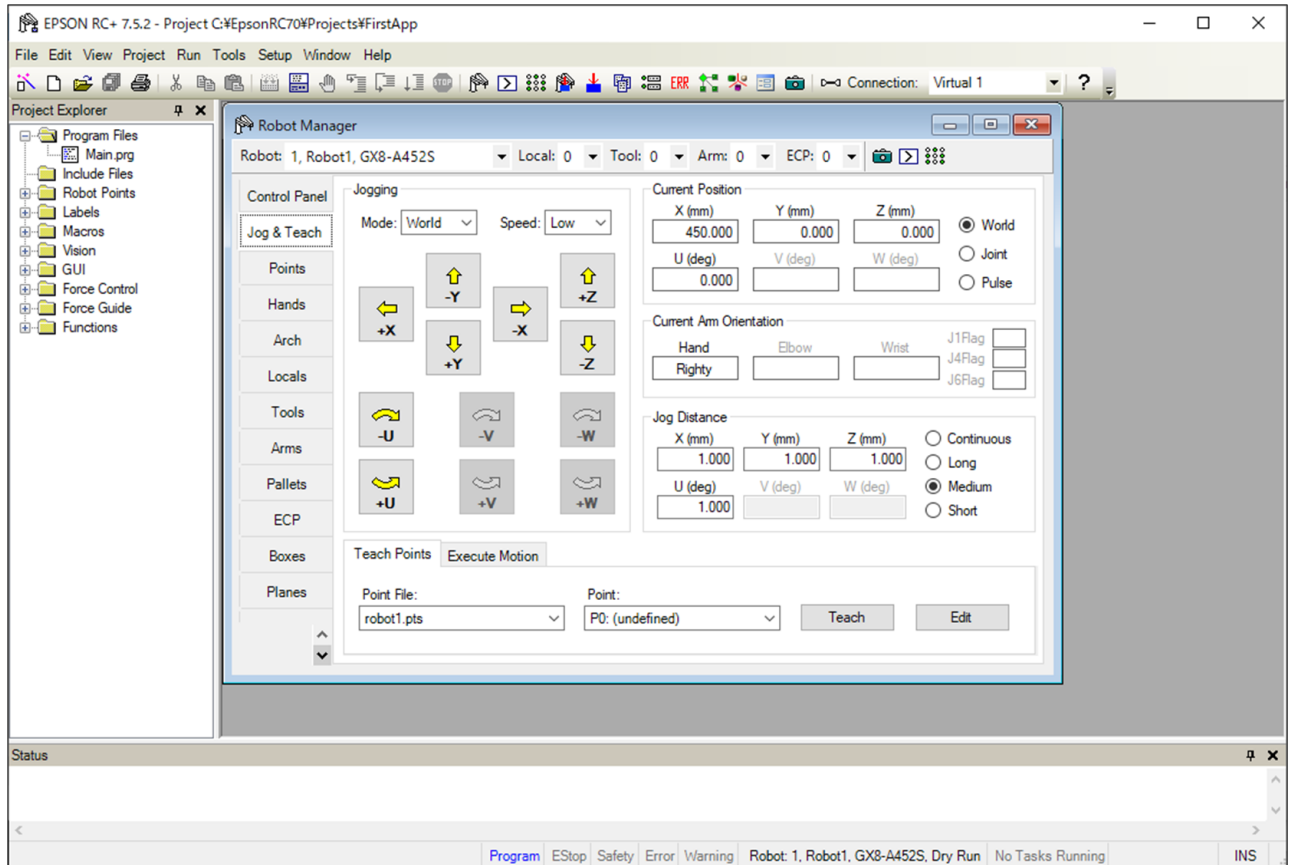 EPSON RC+ 7.5.2 - Project C:¥EpsonRC70¥Projects¥FirstApp
File Edit View Project Run Tools Setup Window Help
STOP ERR Connection: Virtual 1 ?
Project Explorer
Program Files
Main.prg
Include Files
Robot Points
Labels
Macros
Vision
GUI
Force Control
Force Guide
Functions
Robot Manager
Robot: 1, Robot1, GX8-A452S Local: 0 Tool: 0 Arm: 0 ECP: 0
Control Panel
Jog & Teach
Points
Hands
Arch
Locals
Tools
Arms
Pallets
ECP
Boxes
Planes
Jogging
Mode: World Speed: Low
-Y +Z
+X -X
+Y -Z
-U -V -W
+U +V +W
Current Position
X (mm) Y (mm) Z (mm)
450.000 0.000 0.000
U (deg) V (deg) W (deg)
0.000
World
Joint
Pulse
Current Arm Orientation
Hand Elbow Wrist
Righty
J1Flag
J4Flag
J6Flag
Jog Distance
X (mm) Y (mm) Z (mm)
1.000 1.000 1.000
U (deg) V (deg) W (deg)
1.000
Continuous
Long
Medium
Short
Teach Points Execute Motion
Point File: Point:
robot1.pts P0: (undefined) Teach Edit
Status
Program EStop Safety Error Warning Robot: 1, Robot1, GX8-A452S, Dry Run No Tasks Running INS